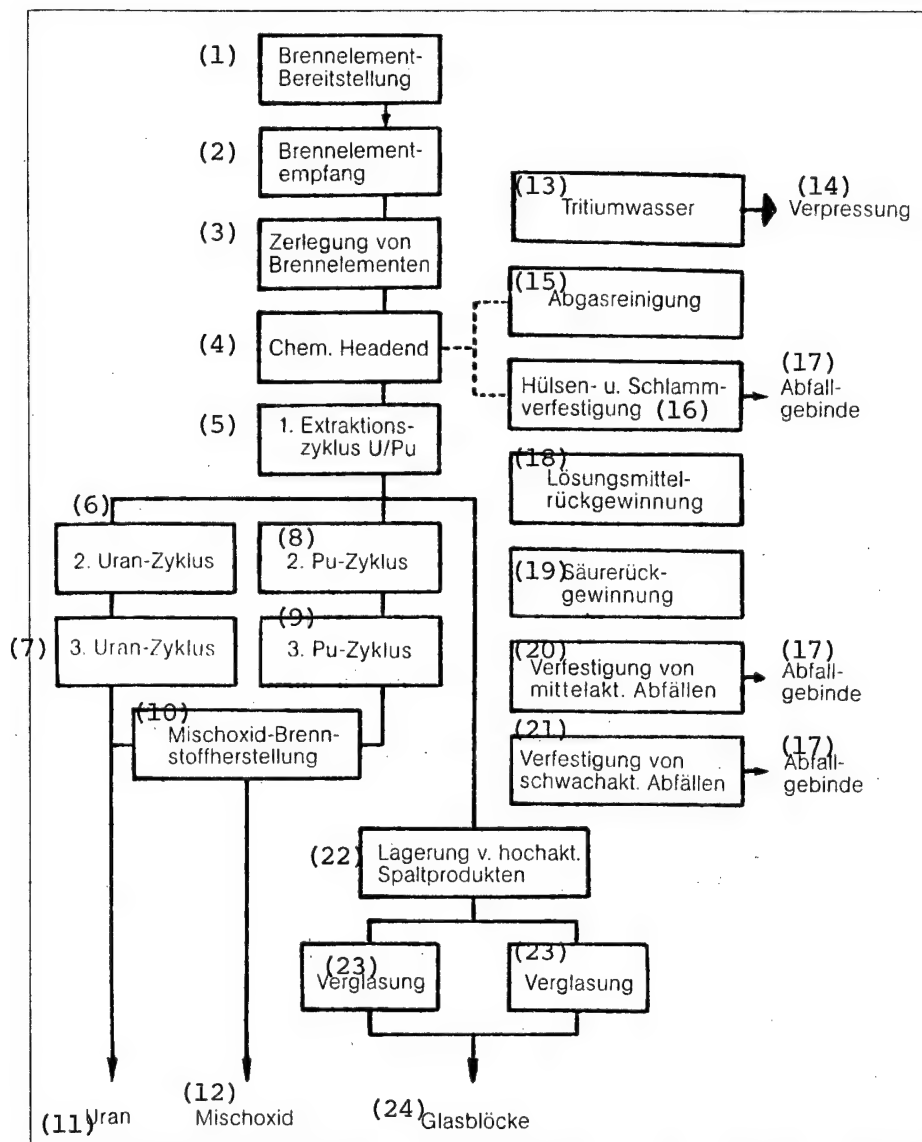 (1) Brennelement-
Bereitstellung
(2) Brennelement-
empfang
(3) Zerlegung von
Brennelementen
(4) Chem. Headend
(5) 1. Extraktions-
zyklus U/Pu
(6)
2. Uran-Zyklus
(7) 3. Uran-Zyklus
(8)
2. Pu-Zyklus
(9)
3. Pu-Zyklus
(10)
Mischoxid-Brenn-
stoffherstellung
(11) Uran
(12) Mischoxid
(13) Tritiumwasser
(14)
Verpressung
(15)
Abgasreinigung
Hülsen- u. Schlamm-
verfestigung (16)
(17)
Abfall-
gebinde
(18)
Lösungsmittel-
rückgewinnung
(19) Säurerück-
gewinnung
(20)
Verfestigung von
mittelakt. Abfällen
(17)
Abfall-
gebinde
(21)
Verfestigung von
schwachakt. Abfällen
(17)
Abfall-
gebinde
(22) Lagerung v. hochakt.
Spaltprodukten
(23)
Verglasung
(23)
Verglasung
(24) Glasblöcke